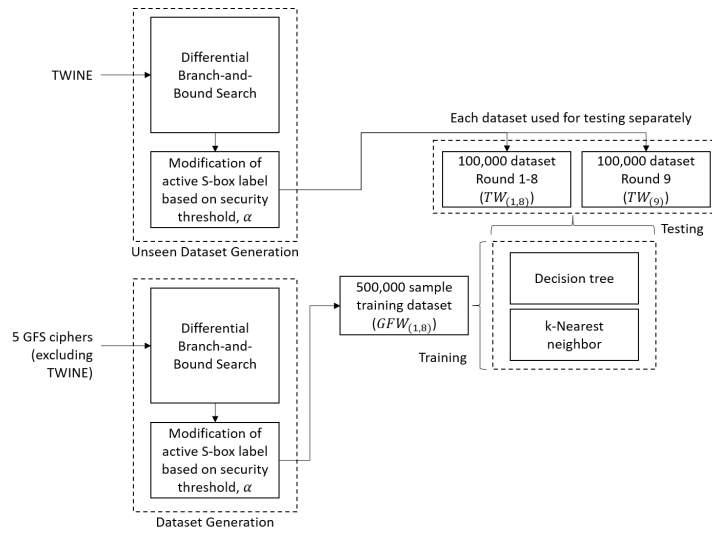 TWINE
Differential
Branch-and-
Bound Search
Modification of
active S-box label
based on security
threshold, α
Unseen Dataset Generation
Each dataset used for testing separately
100,000 dataset
Round 1-8
(TW₍₁,₈₎)
100,000 dataset
Round 9
(TW₍₉₎)
Testing
5 GFS ciphers
(excluding
TWINE)
Differential
Branch-and-
Bound Search
Modification of
active S-box label
based on security
threshold, α
Dataset Generation
500,000 sample
training dataset
(GFW₍₁,₈₎)
Training
Decision tree
k-Nearest
neighbor